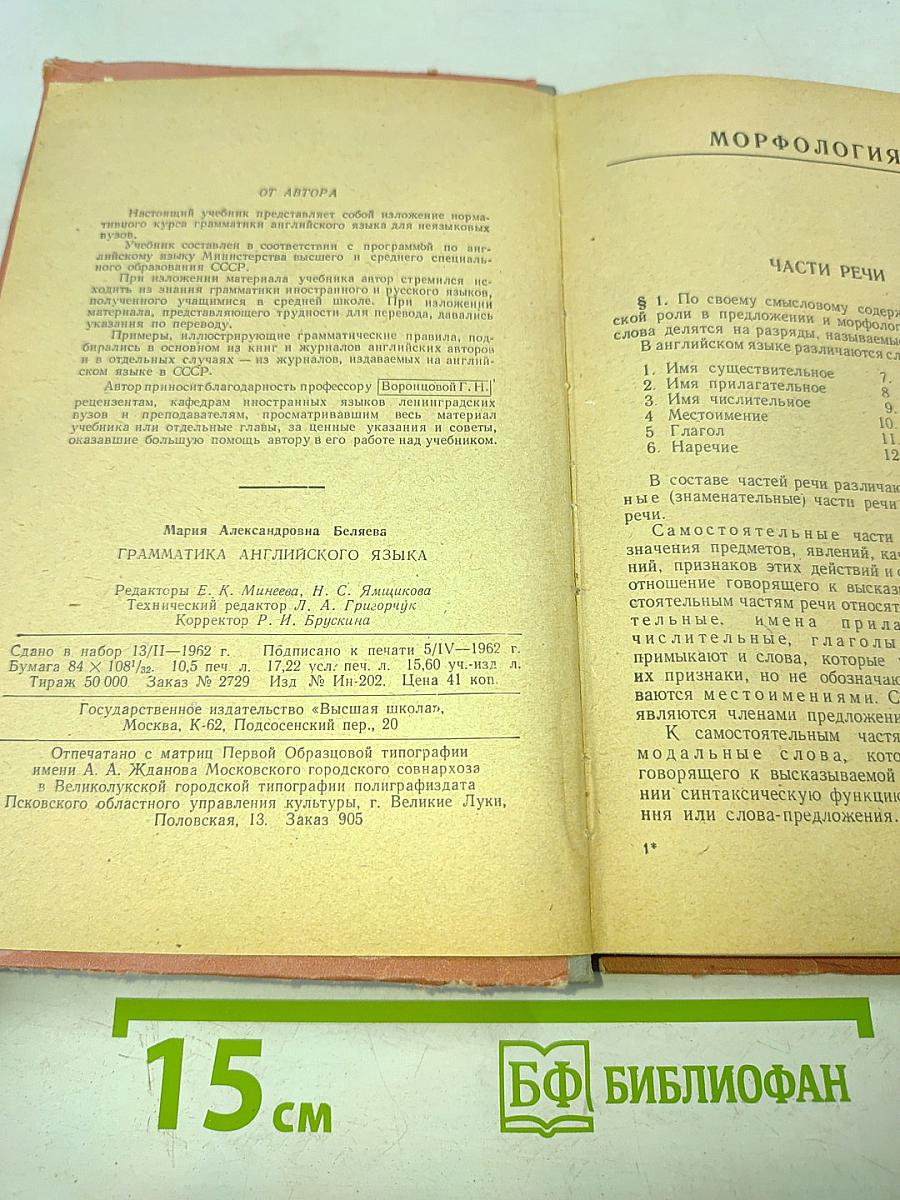 ОТ АВТОРА
Настоящий учебник представляет собой изложение норма-
тивного курса грамматики английского языка для неязыковых
вузов.
Учебник составлен в соответствии с программой по анг-
лийскому языку Министерства высшего и среднего специаль-
ного образования СССР.
При изложении материала учебника автор стремился ис-
ходить из знания грамматики иностранного и русского языков,
полученного учащимися в средней школе. При изложении
материала, представляющего трудности для перевода, давались
указания по переводу.
Примеры, иллюстрирующие грамматические правила, под-
бирались в основном из книг и журналов английских авторов
и в отдельных случаях — из журналов, издаваемых на англий-
ском языке в СССР.
Автор приносит благодарность профессору Воронцовой Г. Н.
рецензентам, кафедрам иностранных языков ленинградских
вузов и преподавателям, просматривавшим весь материал
учебника или отдельные главы, за ценные указания и советы,
оказавшие большую помощь автору в его работе над учебником.
Мария Александровна Беляева
ГРАММАТИКА АНГЛИЙСКОГО ЯЗЫКА
Редакторы Е. К. Минеева, Н. С. Ямщикова
Технический редактор Л. А. Григорчук
Корректор Р. И. Брускина
Сдано в набор 13/II—1962 г. Подписано к печати 5/IV—1962 г.
Бумага 84 × 108¹/₃₂. 10,5 печ л. 17,22 усл. печ. л. 15,60 уч.-изд л.
Тираж 50 000 Заказ № 2729 Изд № Ин-202. Цена 41 коп.
Государственное издательство «Высшая школа»,
Москва, К-62, Подсосенский пер., 20
Отпечатано с матриц Первой Образцовой типографии
имени А. А. Жданова Московского городского совнархоза
в Великолукской городской типографии полиграфиздата
Псковского областного управления культуры, г. Великие Луки,
Половская, 13. Заказ 905
МОРФОЛОГИЯ
ЧАСТИ РЕЧИ
§ 1. По своему смысловому содерж
ской роли в предложении и морфолог
слова делятся на разряды, называемы
В английском языке различаются сл
1. Имя существительное 7.
2. Имя прилагательное 8
3. Имя числительное 9.
4 Местоимение 10.
5 Глагол 11.
6. Наречие 12
В составе частей речи различаю
ные (знаменательные) части речи
речи.
Самостоятельные части
значения предметов, явлений, кач
ний, признаков этих действий и с
отношение говорящего к высказы
стоятельным частям речи относят
тельные, имена прила
числительные, глаголы
примыкают и слова, которые
их признаки, но не обозначаю
ваются местоимениями. С
являются членами предложени
К самостоятельным частя
модальные слова, кото
говорящего к высказываемой
нии синтаксическую функцию
ния или слова-предложения.
1*
15 см
БФ БИБЛИОФАН